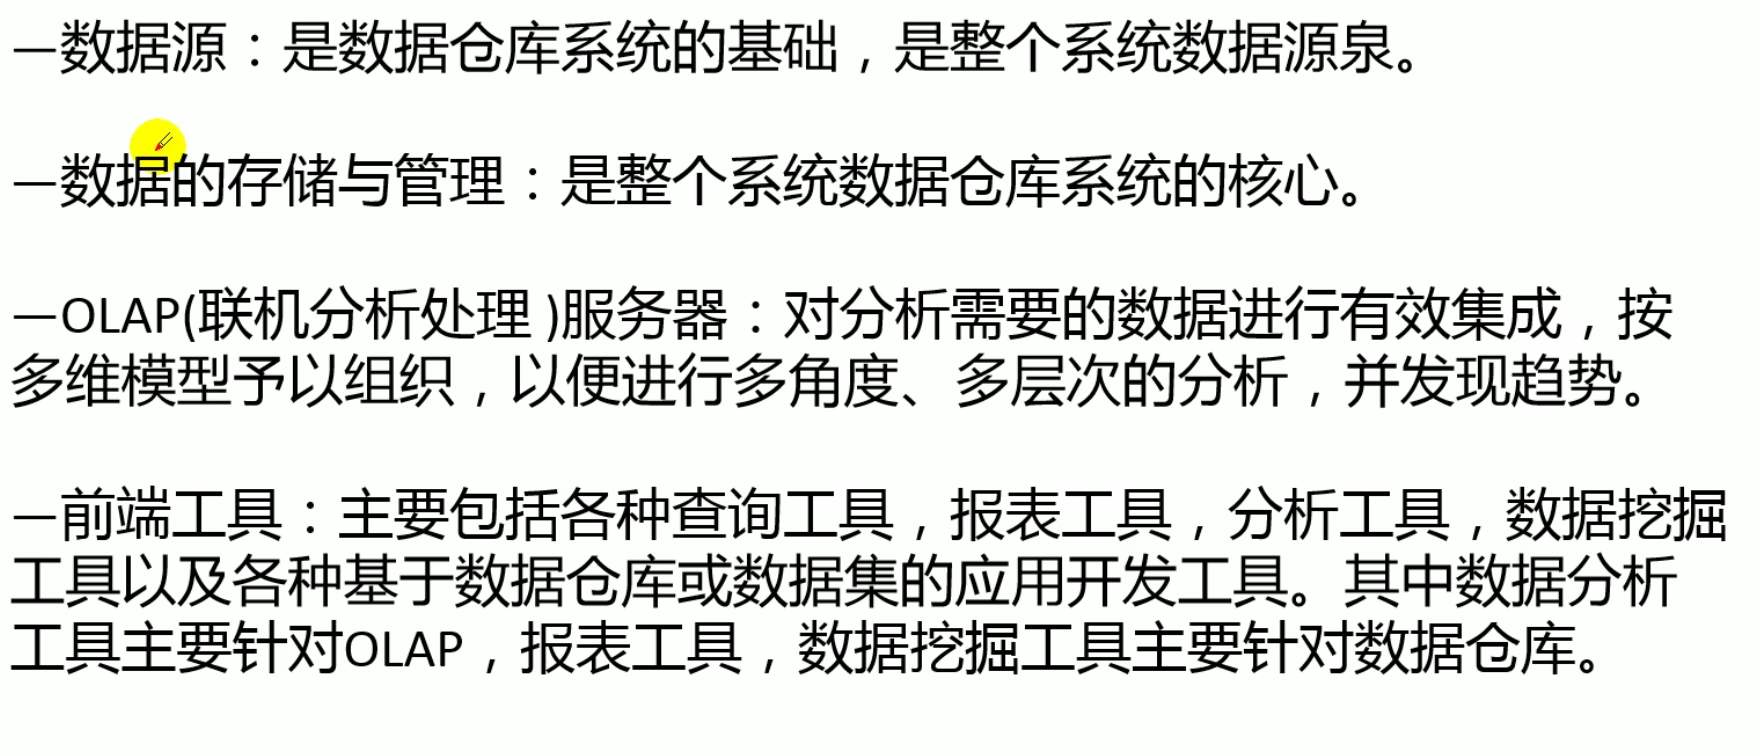 —数据源：是数据仓库系统的基础，是整个系统数据源泉。
—数据的存储与管理：是整个系统数据仓库系统的核心。
—OLAP(联机分析处理 )服务器：对分析需要的数据进行有效集成，按
多维模型予以组织，以便进行多角度、多层次的分析，并发现趋势。
—前端工具：主要包括各种查询工具，报表工具，分析工具，数据挖掘
工具以及各种基于数据仓库或数据集的应用开发工具。其中数据分析
工具主要针对OLAP，报表工具，数据挖掘工具主要针对数据仓库。